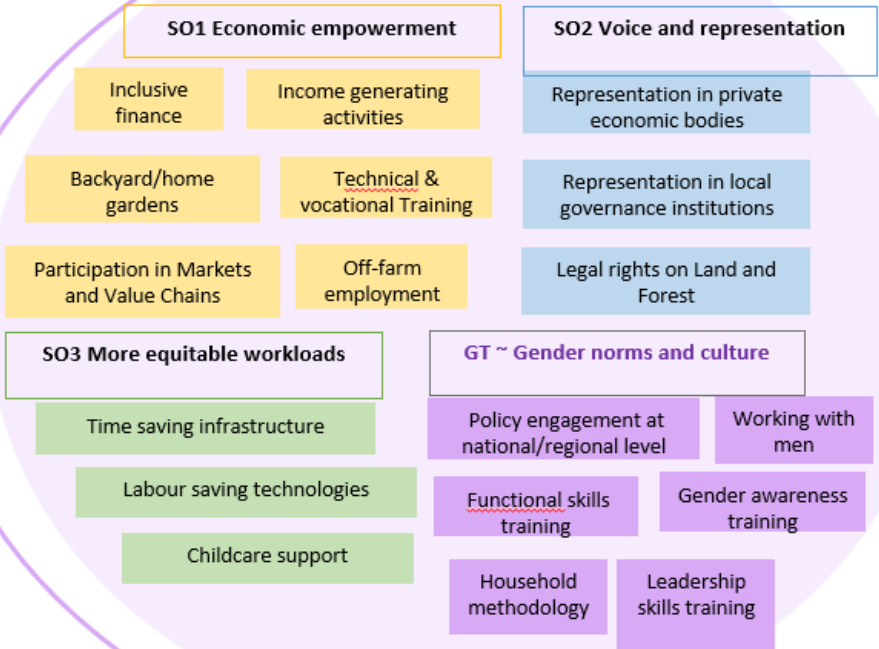 SO1 Economic empowerment
Inclusive
finance
Income generating
activities
Backyard/home
gardens
Technical &
vocational Training
Participation in Markets
and Value Chains
Off-farm
employment
SO2 Voice and representation
Representation in private
economic bodies
Representation in local
governance institutions
Legal rights on Land and
Forest
SO3 More equitable workloads
Time saving infrastructure
Labour saving technologies
Childcare support
GT ~ Gender norms and culture
Policy engagement at
national/regional level
Working with
men
Functional skills
training
Gender awareness
training
Household
methodology
Leadership
skills training